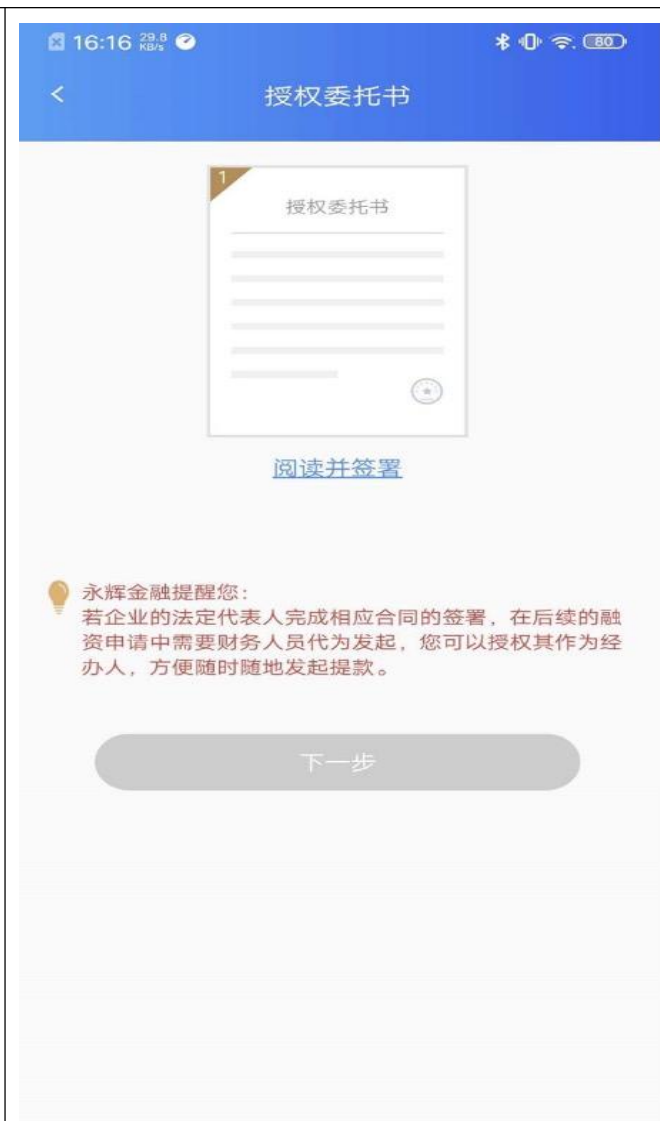 16:16 29.8 KB/s 80
授权委托书
1
授权委托书
阅读并签署
永辉金融提醒您：
若企业的法定代表人完成相应合同的签署，在后续的融
资申请中需要财务人员代为发起，您可以授权其作为经
办人，方便随时随地发起提款。
下一步